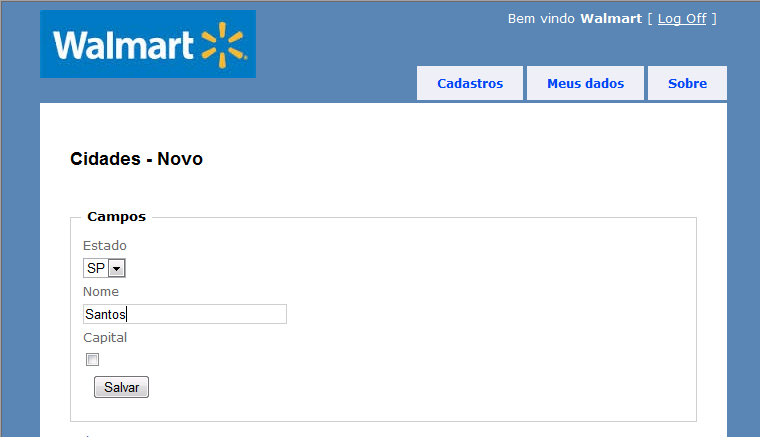 Walmart
Bem vindo Walmart [ Log Off ]
Cadastros Meus dados Sobre
Cidades - Novo
Campos
Estado
SP
Nome
Santos
Capital
Salvar